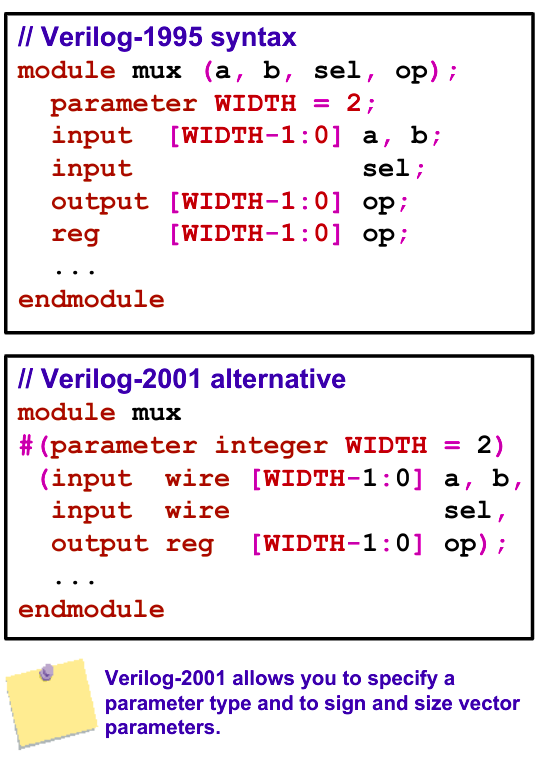 // Verilog-1995 syntax
module mux (a, b, sel, op);
  parameter WIDTH = 2;
  input  [WIDTH-1:0] a, b;
  input              sel;
  output [WIDTH-1:0] op;
  reg    [WIDTH-1:0] op;
  ...
endmodule
// Verilog-2001 alternative
module mux
#(parameter integer WIDTH = 2)
 (input  wire [WIDTH-1:0] a, b,
  input  wire             sel,
  output reg  [WIDTH-1:0] op);
  ...
endmodule
Verilog-2001 allows you to specify a
parameter type and to sign and size vector
parameters.